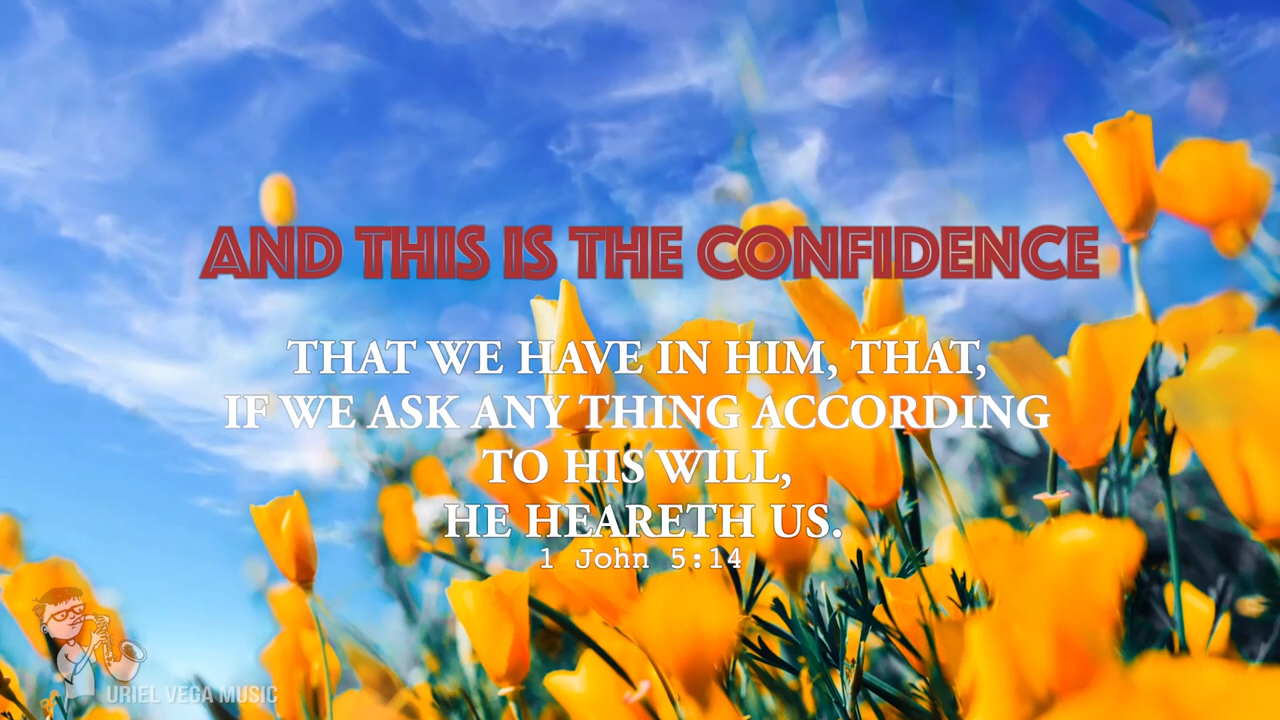 AND THIS IS THE CONFIDENCE
THAT WE HAVE IN HIM, THAT,
IF WE ASK ANY THING ACCORDING
TO HIS WILL,
HE HEARETH US.
1 John 5:14
URIEL VEGA MUSIC